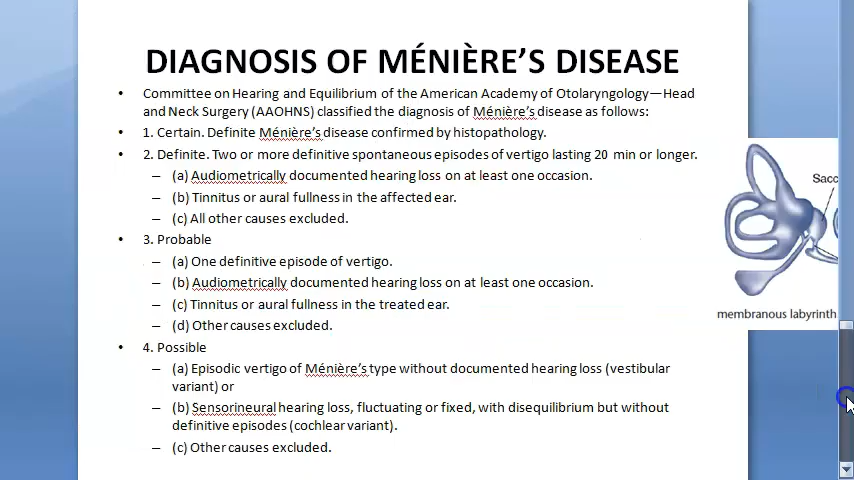 DIAGNOSIS OF MÉNIÈRE'S DISEASE
• Committee on Hearing and Equilibrium of the American Academy of Otolaryngology—Head
and Neck Surgery (AAOHNS) classified the diagnosis of Ménière's disease as follows:
• 1. Certain. Definite Ménière's disease confirmed by histopathology.
• 2. Definite. Two or more definitive spontaneous episodes of vertigo lasting 20 min or longer.
– (a) Audiometrically documented hearing loss on at least one occasion.
– (b) Tinnitus or aural fullness in the affected ear.
– (c) All other causes excluded.
• 3. Probable
– (a) One definitive episode of vertigo.
– (b) Audiometrically documented hearing loss on at least one occasion.
– (c) Tinnitus or aural fullness in the treated ear.
– (d) Other causes excluded.
• 4. Possible
– (a) Episodic vertigo of Ménière's type without documented hearing loss (vestibular
variant) or
– (b) Sensorineural hearing loss, fluctuating or fixed, with disequilibrium but without
definitive episodes (cochlear variant).
– (c) Other causes excluded.
Sacc
membranous labyrinth